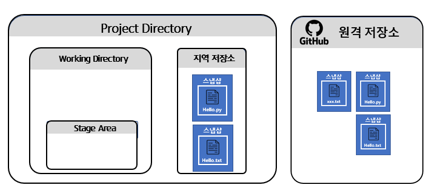 Project Directory
Working Directory
Stage Area
지역 저장소
스냅샷
Hello.py
스냅샷
Hello.txt
GitHub
원격 저장소
스냅샷
xxx.txt
스냅샷
Hello.py
스냅샷
Hello.txt